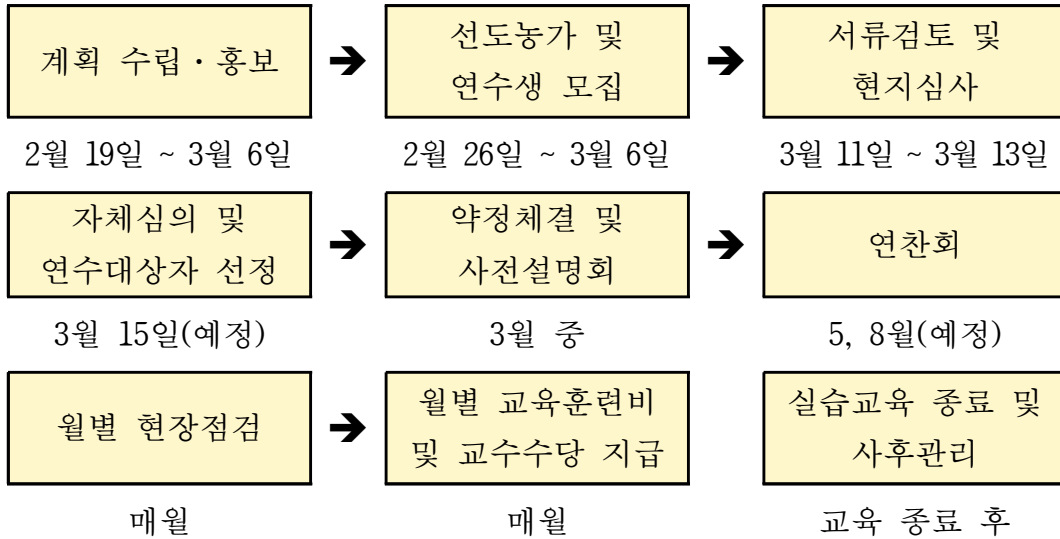 계획 수립·홍보 ➔ 선도농가 및 연수생 모집 ➔ 서류검토 및 현지심사
2월 19일 ~ 3월 6일 2월 26일 ~ 3월 6일 3월 11일 ~ 3월 13일
자체심의 및 연수대상자 선정 ➔ 약정체결 및 사전설명회 ➔ 연찬회
3월 15일(예정) 3월 중 5, 8월(예정)
월별 현장점검 ➔ 월별 교육훈련비 및 교수수당 지급 실습교육 종료 및 사후관리
매월 매월 교육 종료 후